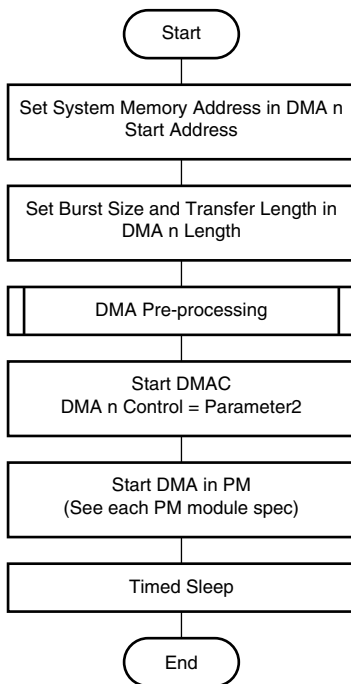 Start
Set System Memory Address in DMA n
Start Address
Set Burst Size and Transfer Length in
DMA n Length
DMA Pre-processing
Start DMAC
DMA n Control = Parameter2
Start DMA in PM
(See each PM module spec)
Timed Sleep
End